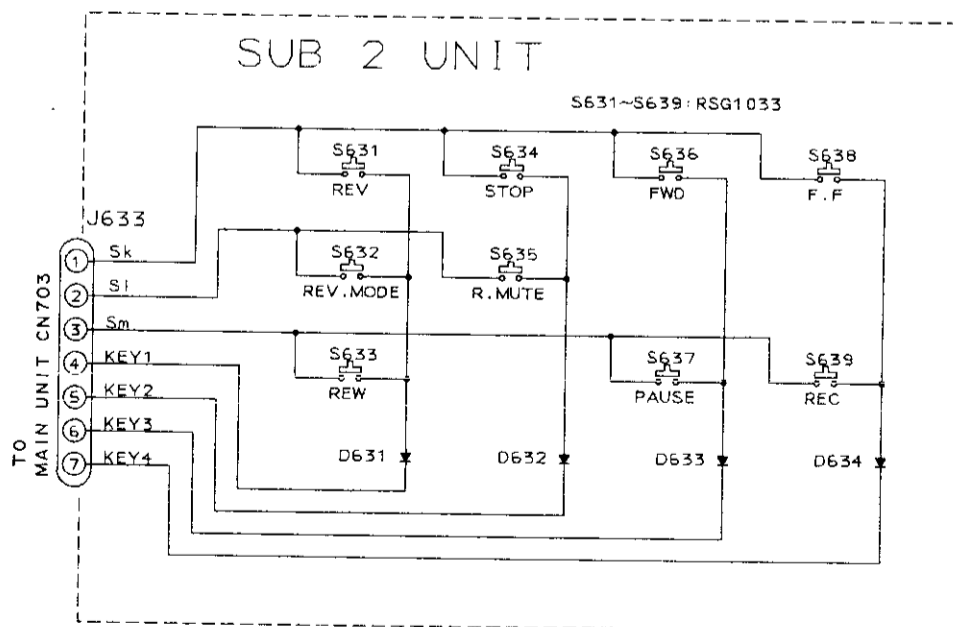 SUB 2 UNIT
S631~S639:RSG1033
S631
REV
S634
STOP
S636
FWD
S638
F.F
J633
1 Sk
2 Sl
3 Sm
4 KEY1
5 KEY2
6 KEY3
7 KEY4
TO
MAIN UNIT CN703
S632
REV.MODE
S635
R.MUTE
S633
REW
S637
PAUSE
S639
REC
D631
D632
D633
D634